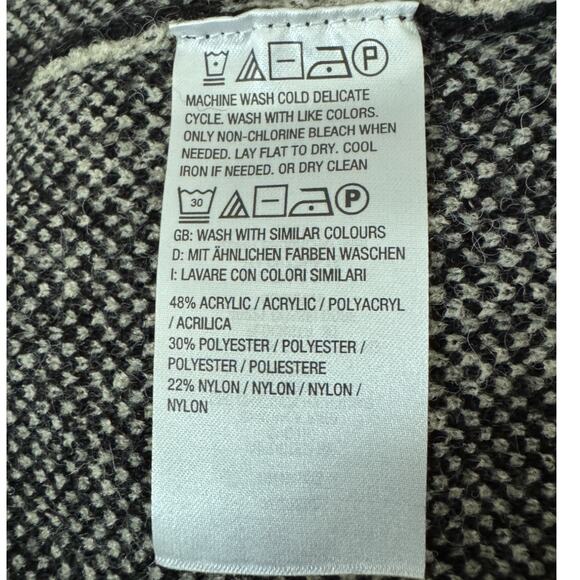 P
MACHINE WASH COLD DELICATE
CYCLE. WASH WITH LIKE COLORS.
ONLY NON-CHLORINE BLEACH WHEN
NEEDED. LAY FLAT TO DRY. COOL
IRON IF NEEDED. OR DRY CLEAN
30 P
GB: WASH WITH SIMILAR COLOURS
D: MIT ÄHNLICHEN FARBEN WASCHEN
I: LAVARE CON COLORI SIMILARI
48% ACRYLIC / ACRYLIC / POLYACRYL
/ ACRILICA
30% POLYESTER / POLYESTER /
POLYESTER / POLIESTERE
22% NYLON / NYLON / NYLON /
NYLON